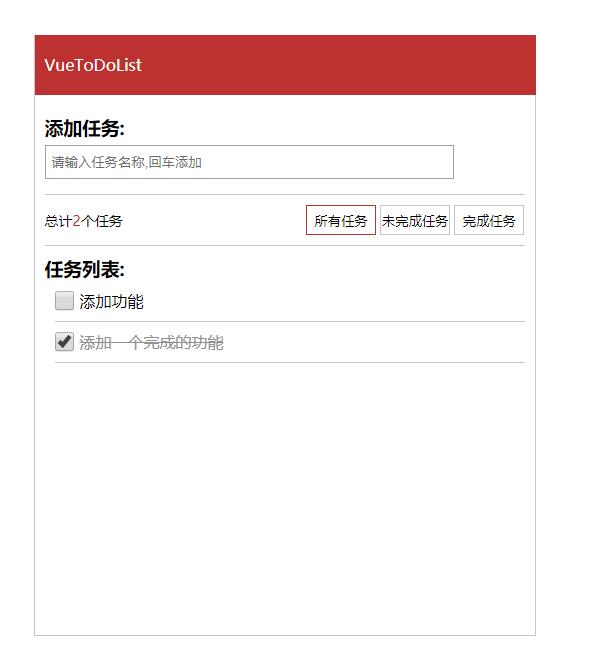 VueToDoList
添加任务:
请输入任务名称,回车添加
总计2个任务 所有任务 未完成任务 完成任务
任务列表:
添加功能
添加一个完成的功能